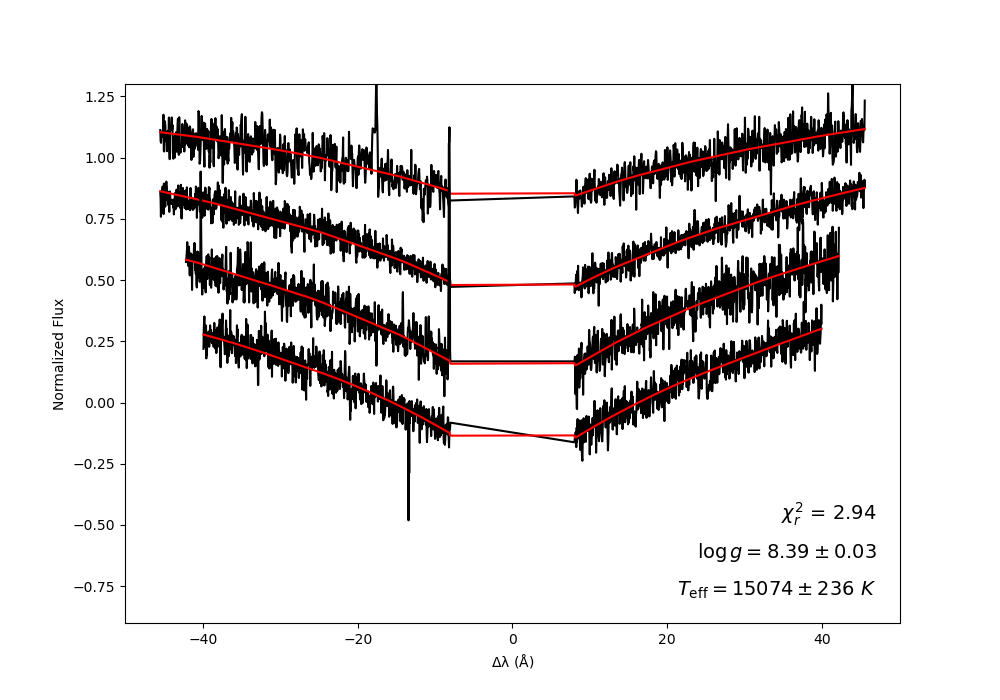 1.25
1.00
0.75
0.50
0.25
0.00
−0.25
−0.50
−0.75
Normalized Flux
χ²ᵣ = 2.94
log g = 8.39 ± 0.03
T_eff = 15074 ± 236 K
−40 −20 0 20 40
Δλ (Å)